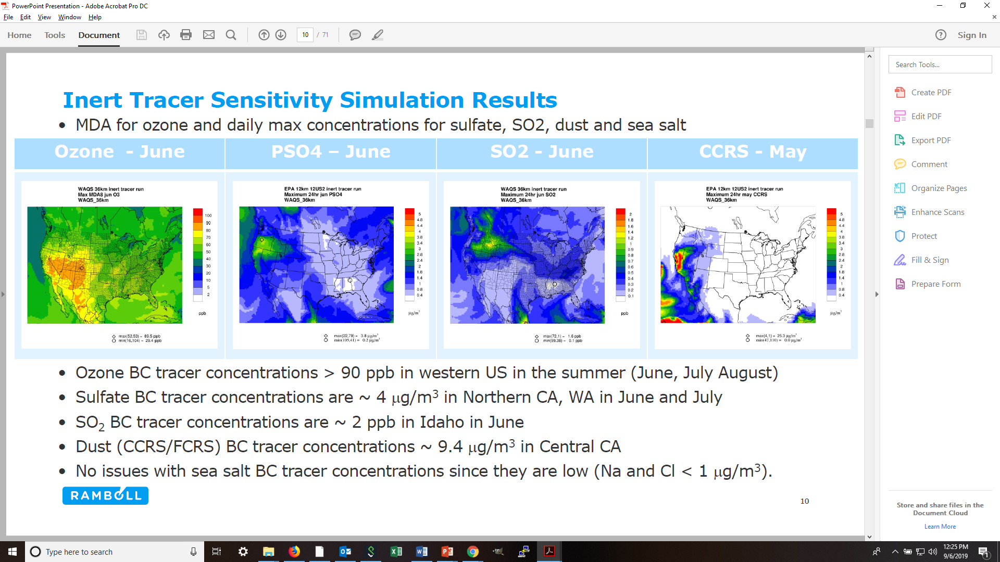 PowerPoint Presentation - Adobe Acrobat Pro DC
File Edit View Window Help
Home Tools Document 10 / 71 Sign In
Search Tools...
Create PDF
Edit PDF
Export PDF
Comment
Organize Pages
Enhance Scans
Protect
Fill & Sign
Prepare Form
Store and share files in the
Document Cloud
Learn More
Inert Tracer Sensitivity Simulation Results
• MDA for ozone and daily max concentrations for sulfate, SO2, dust and sea salt
Ozone - June
PSO4 – June
SO2 - June
CCRS - May
WAQS 36km inert tracer run
Max MDA8 jun O3
WAQS_36km
100
90
80
70
60
50
40
30
20
10
5
2
ppb
max(52,53) = 89.5 ppb
min(16,104) = 29.4 ppb
EPA 12km 12US2 inert tracer run
Maximum 24hr jun PSO4
WAQS_36km
5
4.8
4.4
4
3.8
3.4
3
2.8
2.4
2
1.8
1.4
1
0.8
0.4
µg/m³
max(22,79) = 3.8 µg/m³
min(105,41) = 0.2 µg/m³
WAQS 36km inert tracer run
Maximum 24hr jun SO2
WAQS_36km
2
1.8
1.6
1.4
1.2
1
0.9
0.8
0.7
0.6
0.5
0.4
0.3
0.2
0.1
ppb
max(72,1) = 1.6 ppb
min(99,38) = 0.1 ppb
EPA 12km 12US2 inert tracer run
Maximum 24hr may CCRS
WAQS_36km
5
4.8
4.4
4
3.8
3.4
3
2.8
2.4
2
1.8
1.4
1
0.8
0.4
µg/m³
max(4,1) = 25.3 µg/m³
min(47,110) = 0.0 µg/m³
• Ozone BC tracer concentrations > 90 ppb in western US in the summer (June, July August)
• Sulfate BC tracer concentrations are ~ 4 µg/m³ in Northern CA, WA in June and July
• SO₂ BC tracer concentrations are ~ 2 ppb in Idaho in June
• Dust (CCRS/FCRS) BC tracer concentrations ~ 9.4 µg/m³ in Central CA
• No issues with sea salt BC tracer concentrations since they are low (Na and Cl < 1 µg/m³).
RAMBOLL
10
Type here to search
12:25 PM
9/6/2019
1